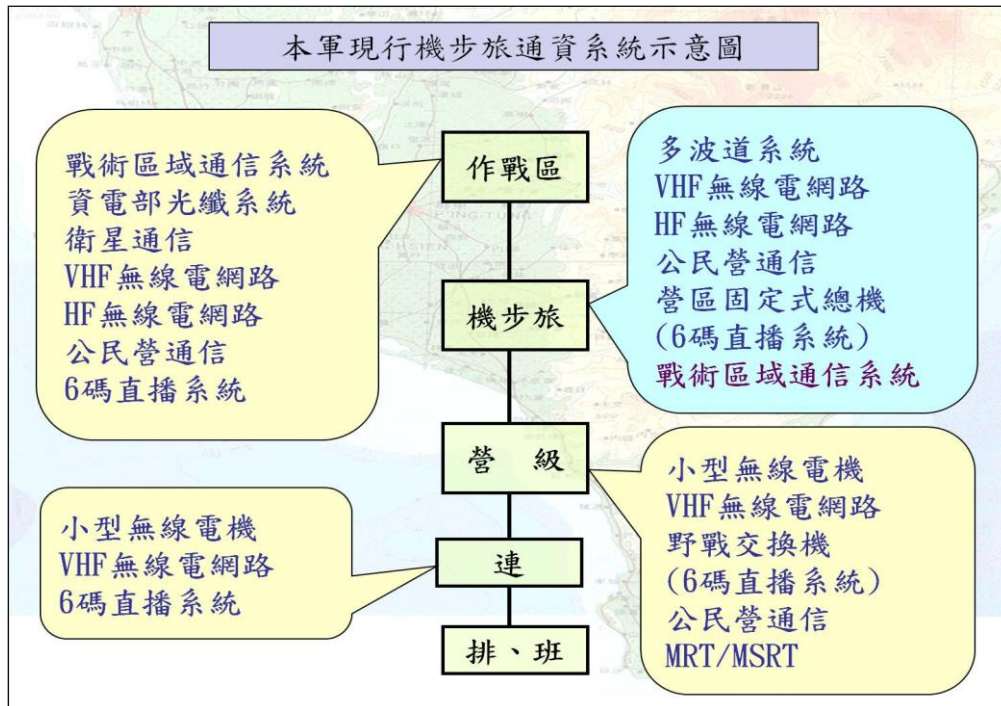 本軍現行機步旅通資系統示意圖
作戰區
戰術區域通信系統
資電部光纖系統
衛星通信
VHF無線電網路
HF無線電網路
公民營通信
6碼直播系統
機步旅
多波道系統
VHF無線電網路
HF無線電網路
公民營通信
營區固定式總機
(6碼直播系統)
戰術區域通信系統
營 級
小型無線電機
VHF無線電網路
野戰交換機
(6碼直播系統)
公民營通信
MRT/MSRT
連
小型無線電機
VHF無線電網路
6碼直播系統
排、班